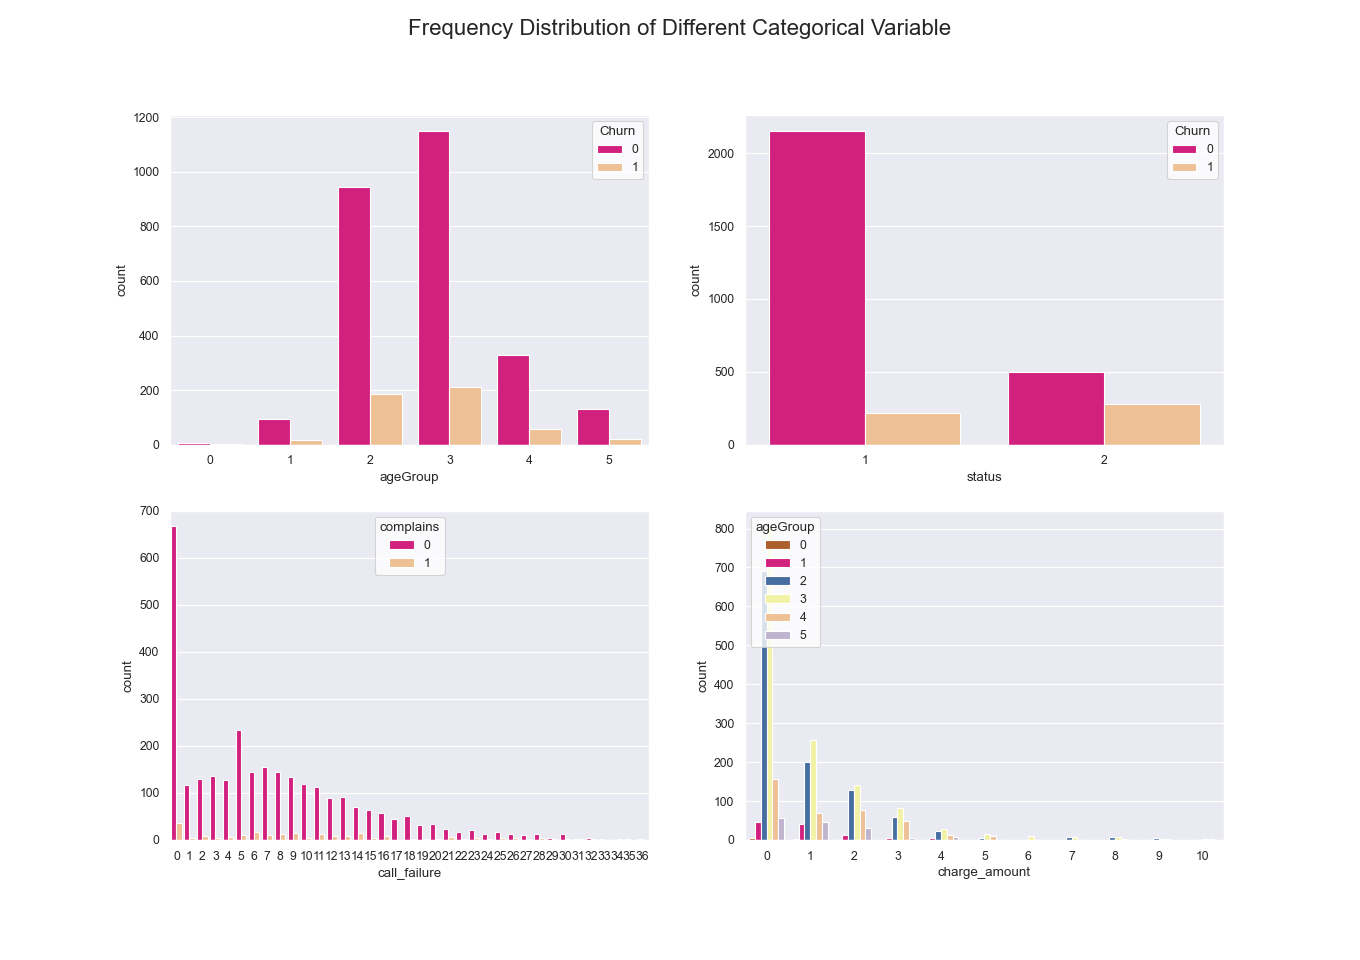 Frequency Distribution of Different Categorical Variable
1200
1000
800
600
400
200
0
count
0 1 2 3 4 5
ageGroup
Churn
0
1
2000
1500
1000
500
0
count
1 2
status
Churn
0
1
700
600
500
400
300
200
100
0
count
0 1 2 3 4 5 6 7 8 9 10 11 12 13 14 15 16 17 18 19 20 21 22 23 24 25 26 27 28 29 30 31 32 33 34 35 36
call_failure
complains
0
1
800
700
600
500
400
300
200
100
0
count
0 1 2 3 4 5 6 7 8 9 10
charge_amount
ageGroup
0
1
2
3
4
5